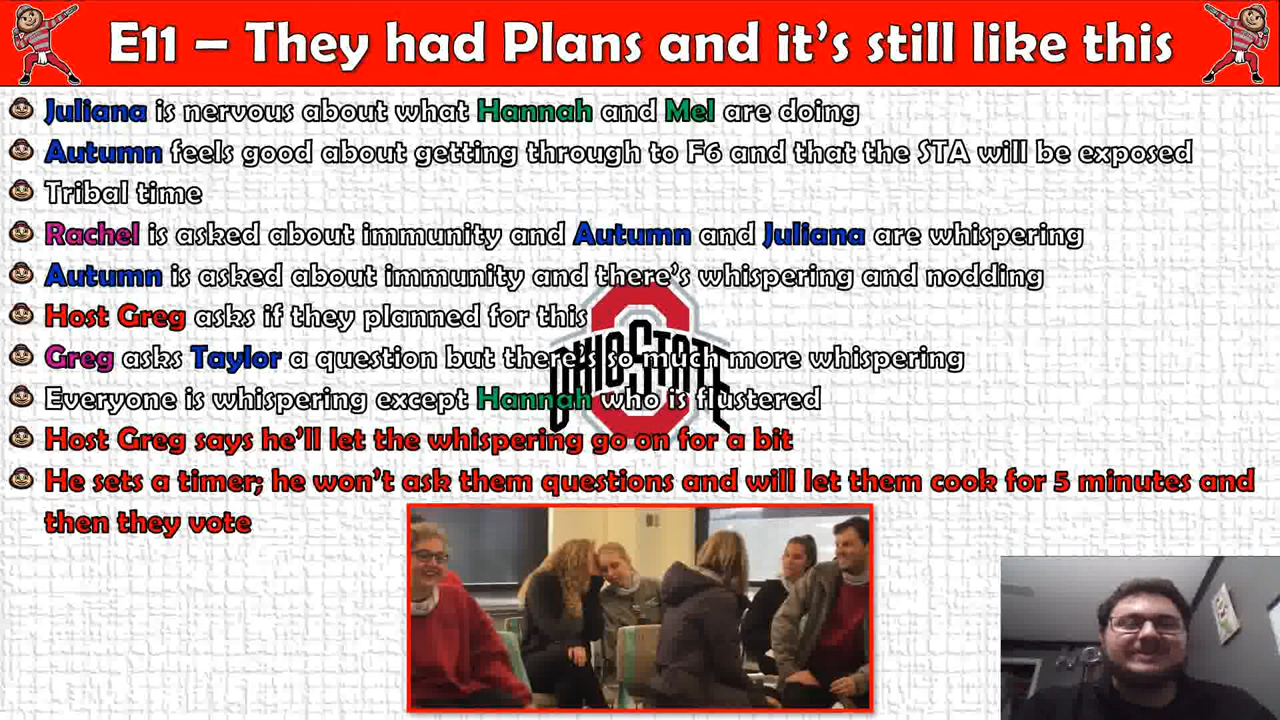 E11 – They had Plans and it's still like this
Juliana is nervous about what Hannah and Mel are doing
Autumn feels good about getting through to F6 and that the STA will be exposed
Tribal time
Rachel is asked about immunity and Autumn and Juliana are whispering
Autumn is asked about immunity and there's whispering and nodding
Host Greg asks if they planned for this
Greg asks Taylor a question but there's so much more whispering
Everyone is whispering except Hannah who is flustered
Host Greg says he'll let the whispering go on for a bit
He sets a timer; he won't ask them questions and will let them cook for 5 minutes and
then they vote
OHIO STATE